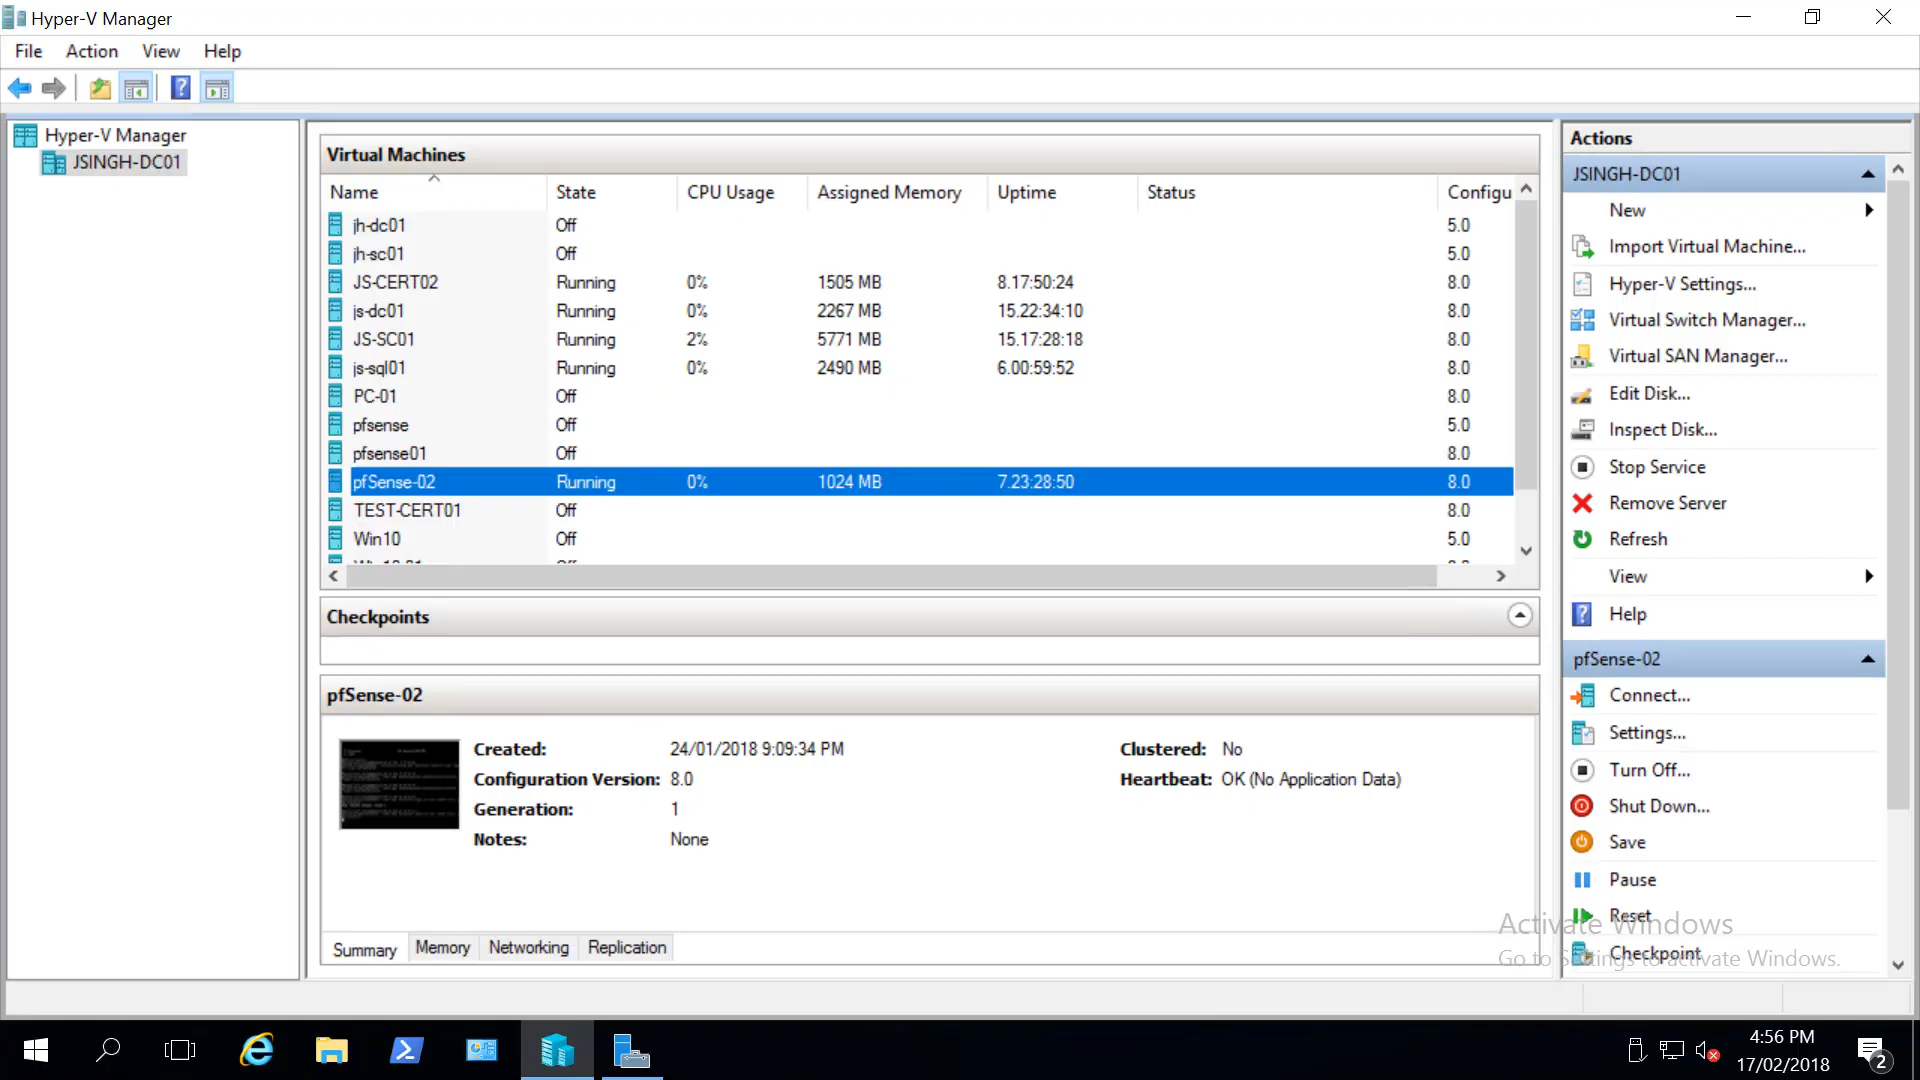 Hyper-V Manager
File Action View Help
Hyper-V Manager
JSINGH-DC01
Virtual Machines
Name State CPU Usage Assigned Memory Uptime Status Configu
jh-dc01 Off 5.0
jh-sc01 Off 5.0
JS-CERT02 Running 0% 1505 MB 8.17:50:24 8.0
js-dc01 Running 0% 2267 MB 15.22:34:10 8.0
JS-SC01 Running 2% 5771 MB 15.17:28:18 8.0
js-sql01 Running 0% 2490 MB 6.00:59:52 8.0
PC-01 Off 8.0
pfsense Off 5.0
pfsense01 Off 8.0
pfSense-02 Running 0% 1024 MB 7.23:28:50 8.0
TEST-CERT01 Off 8.0
Win10 Off 5.0
Checkpoints
pfSense-02
Created: 24/01/2018 9:09:34 PM Clustered: No
Configuration Version: 8.0 Heartbeat: OK (No Application Data)
Generation: 1
Notes: None
Summary Memory Networking Replication
Actions
JSINGH-DC01
New
Import Virtual Machine...
Hyper-V Settings...
Virtual Switch Manager...
Virtual SAN Manager...
Edit Disk...
Inspect Disk...
Stop Service
Remove Server
Refresh
View
Help
pfSense-02
Connect...
Settings...
Turn Off...
Shut Down...
Save
Pause
Reset
Checkpoint
Activate Windows
Go to Settings to activate Windows.
4:56 PM
17/02/2018
2